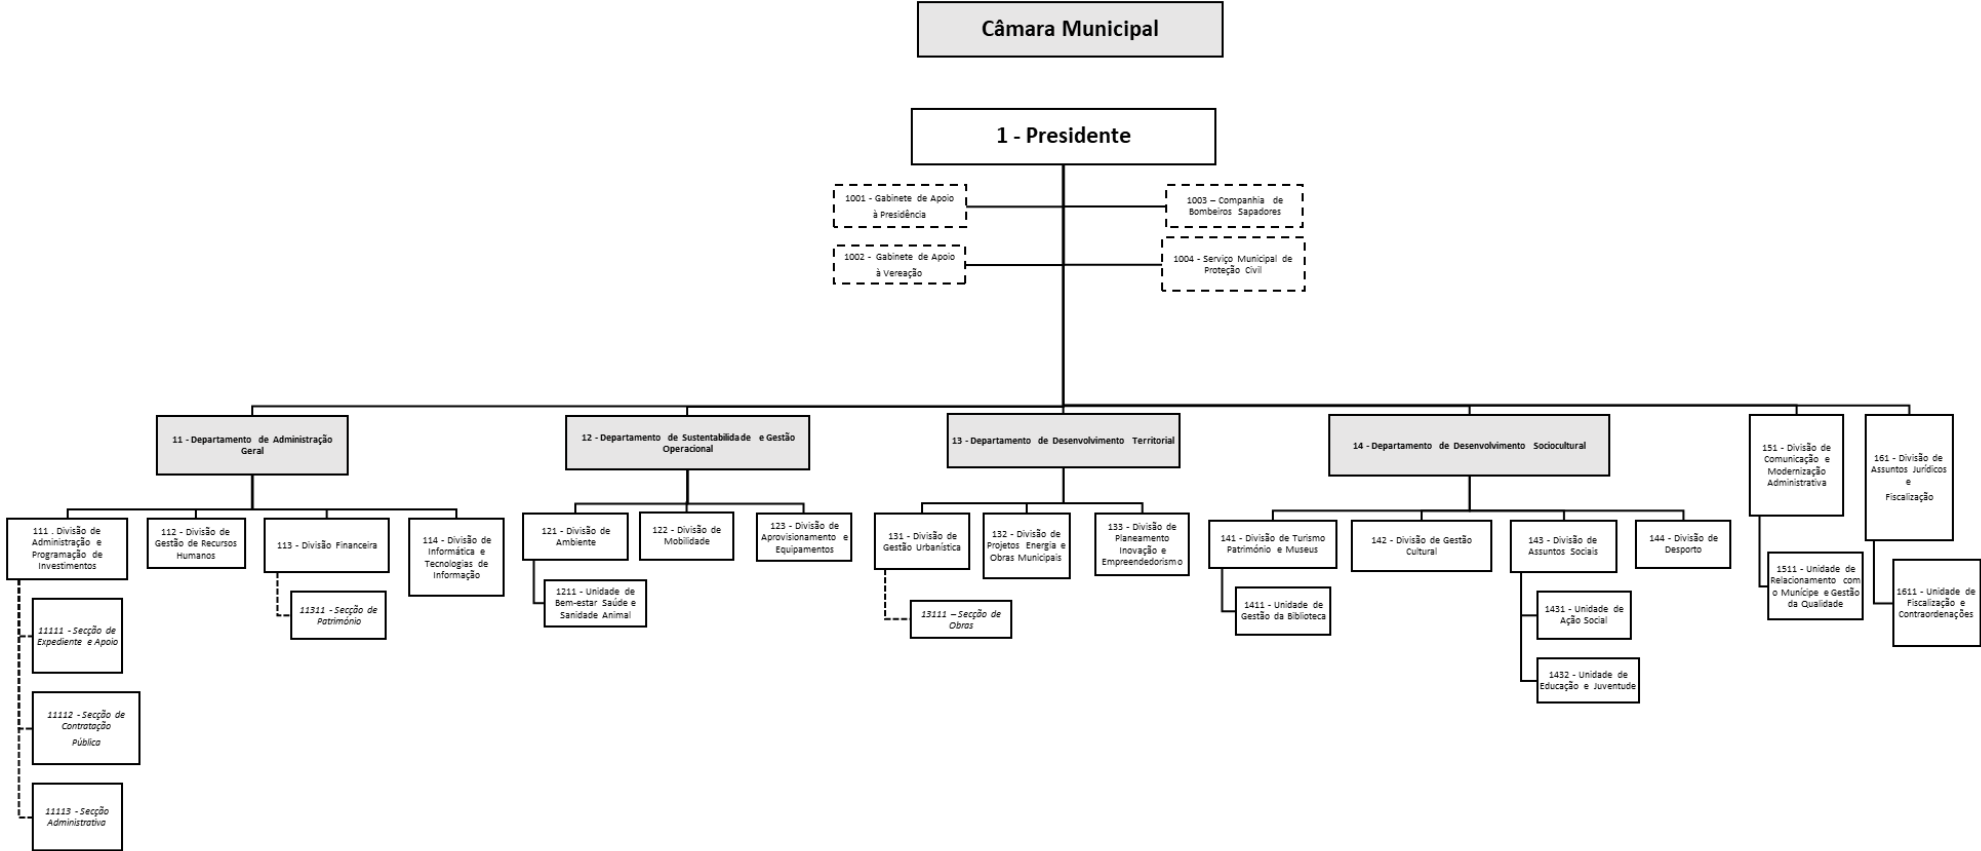 Câmara Municipal
1 - Presidente
1001 - Gabinete de Apoio
à Presidência
1003 – Companhia de
Bombeiros Sapadores
1002 - Gabinete de Apoio
à Vereação
1004 - Serviço Municipal de
Proteção Civil
11 - Departamento de Administração
Geral
12 - Departamento de Sustentabilidade e Gestão
Operacional
13 - Departamento de Desenvolvimento Territorial
14 - Departamento de Desenvolvimento Sociocultural
151 - Divisão de
Comunicação e
Modernização
Administrativa
161 - Divisão de
Assuntos Jurídicos
e
Fiscalização
111 . Divisão de
Administração e
Programação de
Investimentos
112 - Divisão de
Gestão de Recursos
Humanos
113 - Divisão Financeira
114 - Divisão de
Informática e
Tecnologias de
Informação
121 - Divisão de
Ambiente
122 - Divisão de
Mobilidade
123 - Divisão de
Aprovisionamento e
Equipamentos
131 - Divisão de
Gestão Urbanística
132 - Divisão de
Projetos Energia e
Obras Municipais
133 - Divisão de
Planeamento
Inovação e
Empreendedorismo
141 - Divisão de Turismo
Património e Museus
142 - Divisão de Gestão
Cultural
143 - Divisão de
Assuntos Sociais
144 - Divisão de
Desporto
11111 - Secção de
Expediente e Apoio
11311 - Secção de
Património
1211 - Unidade de
Bem-estar Saúde e
Sanidade Animal
13111 – Secção de
Obras
1411 - Unidade de
Gestão da Biblioteca
1431 - Unidade de
Ação Social
1511 - Unidade de
Relacionamento com
o Munícipe e Gestão
da Qualidade
1611 - Unidade de
Fiscalização e
Contraordenações
11112 - Secção de
Contratação
Pública
1432 - Unidade de
Educação e Juventude
11113 - Secção
Administrativa